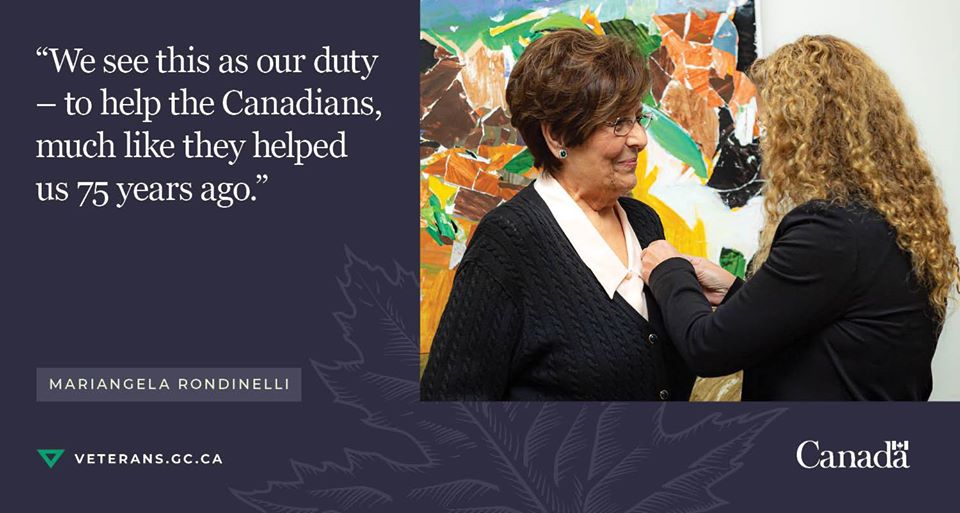 “We see this as our duty
– to help the Canadians,
much like they helped
us 75 years ago.”
MARIANGELA RONDINELLI
VETERANS.GC.CA
Canada